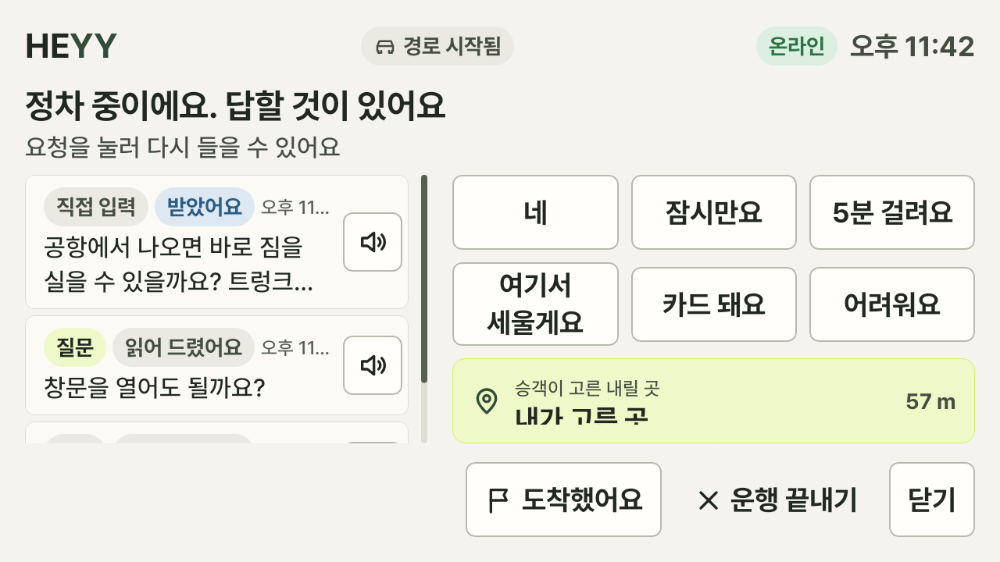 HEYY
경로 시작됨
온라인
오후 11:42
정차 중이에요. 답할 것이 있어요
요청을 눌러 다시 들을 수 있어요
직접 입력
받았어요
오후 11...
공항에서 나오면 바로 짐을
실을 수 있을까요? 트렁크...
질문
읽어 드렸어요
오후 11...
창문을 열어도 될까요?
네
잠시만요
5분 걸려요
여기서
세울게요
카드 돼요
어려워요
승객이 고른 내릴 곳
내가 고른 곳
57 m
도착했어요
운행 끝내기
닫기